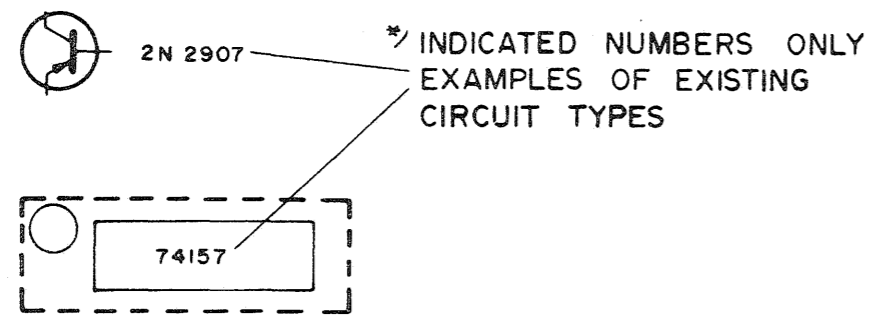 2N 2907
*) INDICATED NUMBERS ONLY
EXAMPLES OF EXISTING
CIRCUIT TYPES
74157